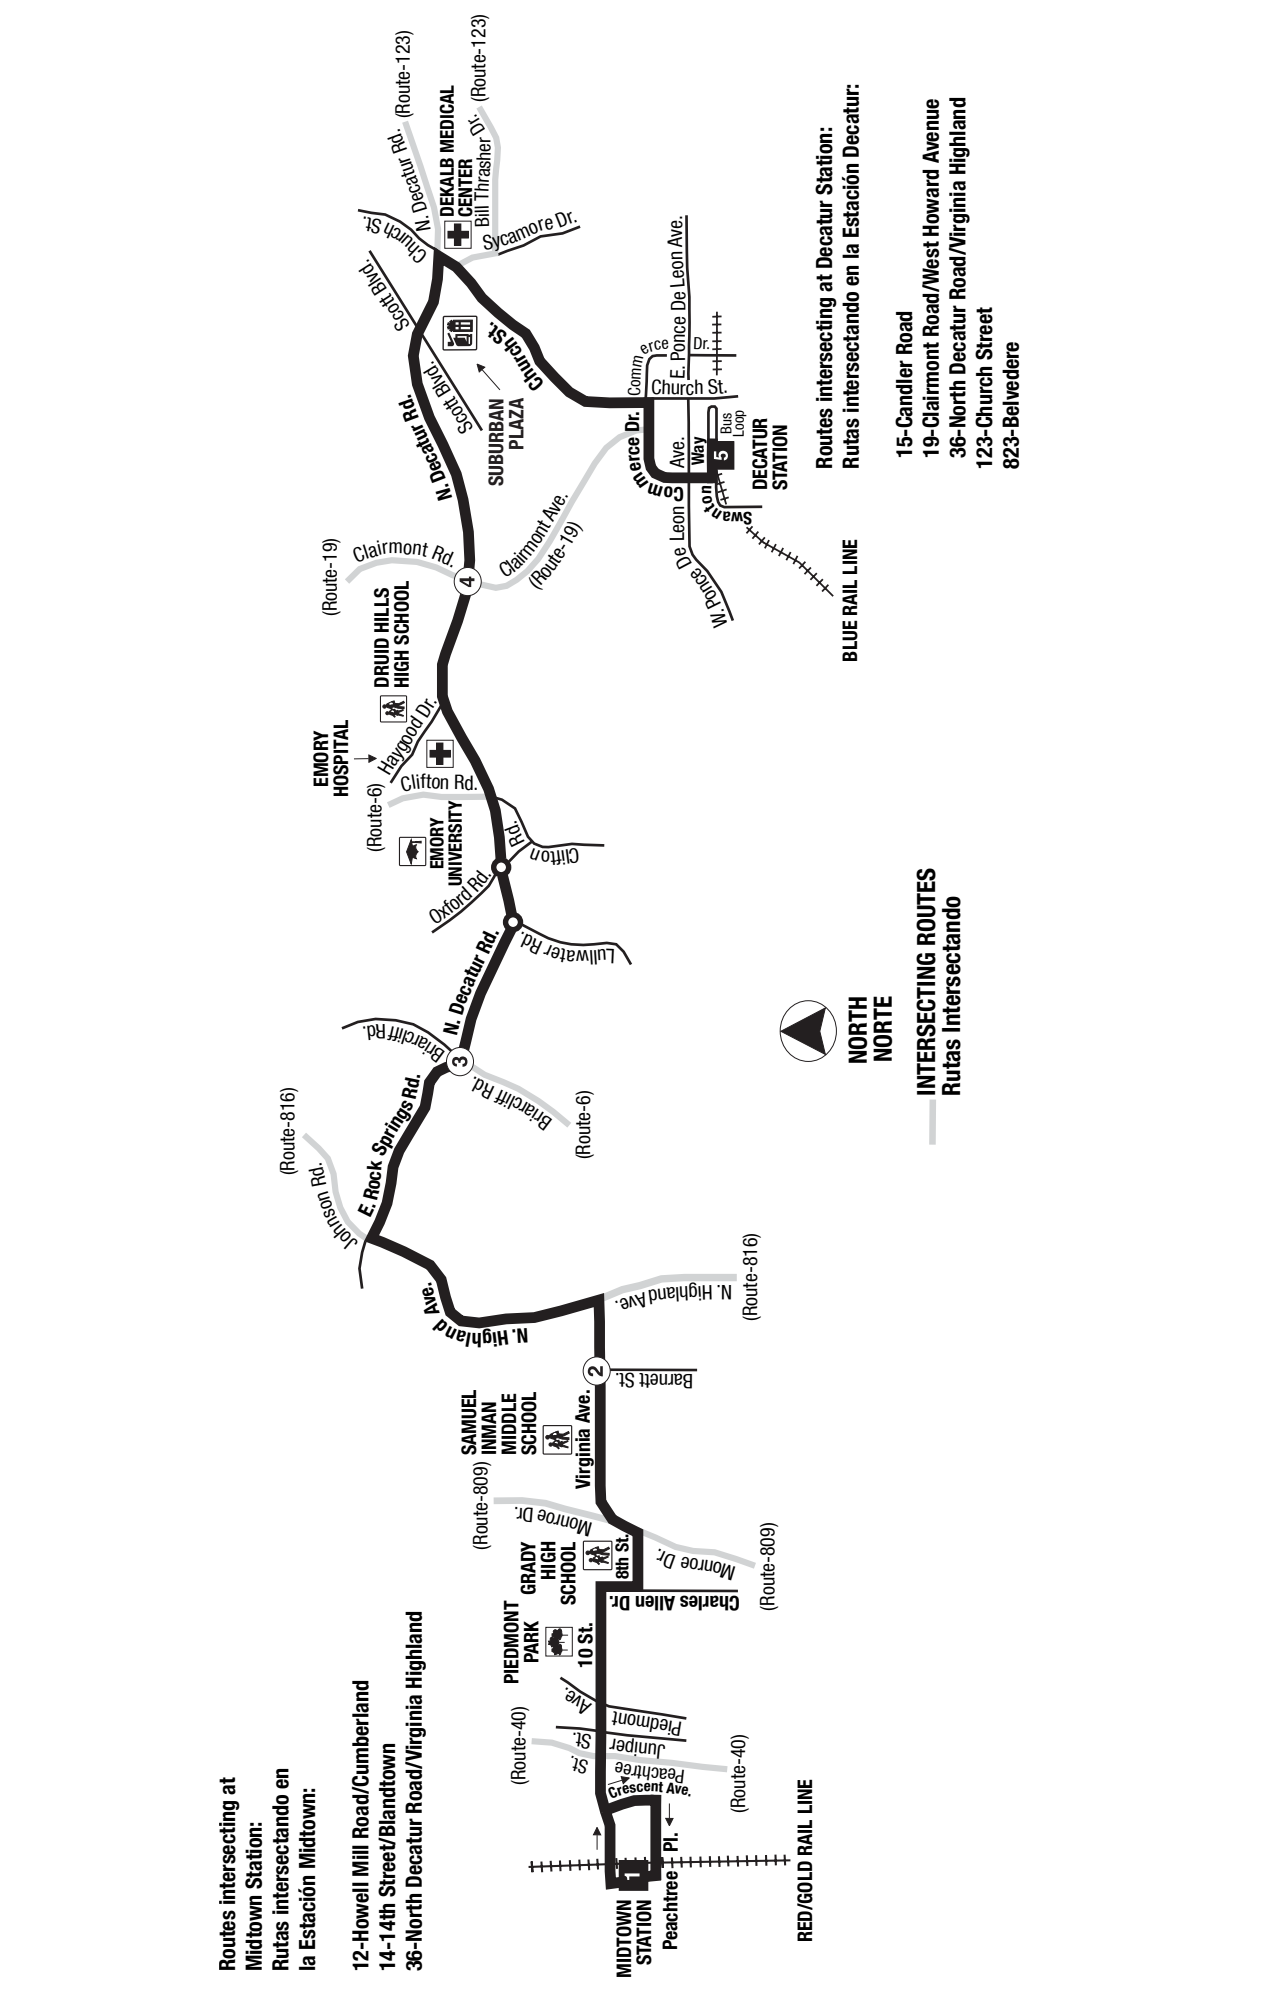 Routes intersecting at
Midtown Station:
Rutas intersectando en
la Estación Midtown:
12-Howell Mill Road/Cumberland
14-14th Street/Blandtown
36-North Decatur Road/Virginia Highland
MIDTOWN
STATION
1
Peachtree Pl.
RED/GOLD RAIL LINE
Crescent Ave.
(Route-40)
Peachtree St.
(Route-40)
Juniper St.
Piedmont Ave.
10 St.
PIEDMONT
PARK
Charles Allen Dr.
GRADY
HIGH
SCHOOL
8th St.
(Route-809)
Monroe Dr.
Monroe Dr.
(Route-809)
SAMUEL
INMAN
MIDDLE
SCHOOL
Virginia Ave.
2
Barnett St.
N. Highland Ave.
(Route-816)
N. Highland Ave.
Johnson Rd.
(Route-816)
E. Rock Springs Rd.
Briarcliff Rd.
3
Briarcliff Rd.
(Route-6)
N. Decatur Rd.
Lullwater Rd.
Oxford Rd.
EMORY
UNIVERSITY
Clifton Rd.
(Route-6)
Clifton Rd.
EMORY
HOSPITAL
Haygood Dr.
DRUID HILLS
HIGH SCHOOL
(Route-19)
Clairmont Rd.
4
Clairmont Ave.
(Route-19)
N. Decatur Rd.
Scott Blvd.
Scott Blvd.
SUBURBAN
PLAZA
Church St.
N. Decatur Rd. (Route-123)
DEKALB MEDICAL
CENTER
Bill Thrasher Dr. (Route-123)
Sycamore Dr.
Church St.
Commerce Dr.
Church St.
Commerce Dr.
E. Ponce De Leon Ave.
W. Ponce De Leon Ave.
Swanton Way
5
Bus
Loop
DECATUR
STATION
BLUE RAIL LINE
Routes intersecting at Decatur Station:
Rutas intersectando en la Estación Decatur:
15-Candler Road
19-Clairmont Road/West Howard Avenue
36-North Decatur Road/Virginia Highland
123-Church Street
823-Belvedere
NORTH
NORTE
INTERSECTING ROUTES
Rutas Intersectando